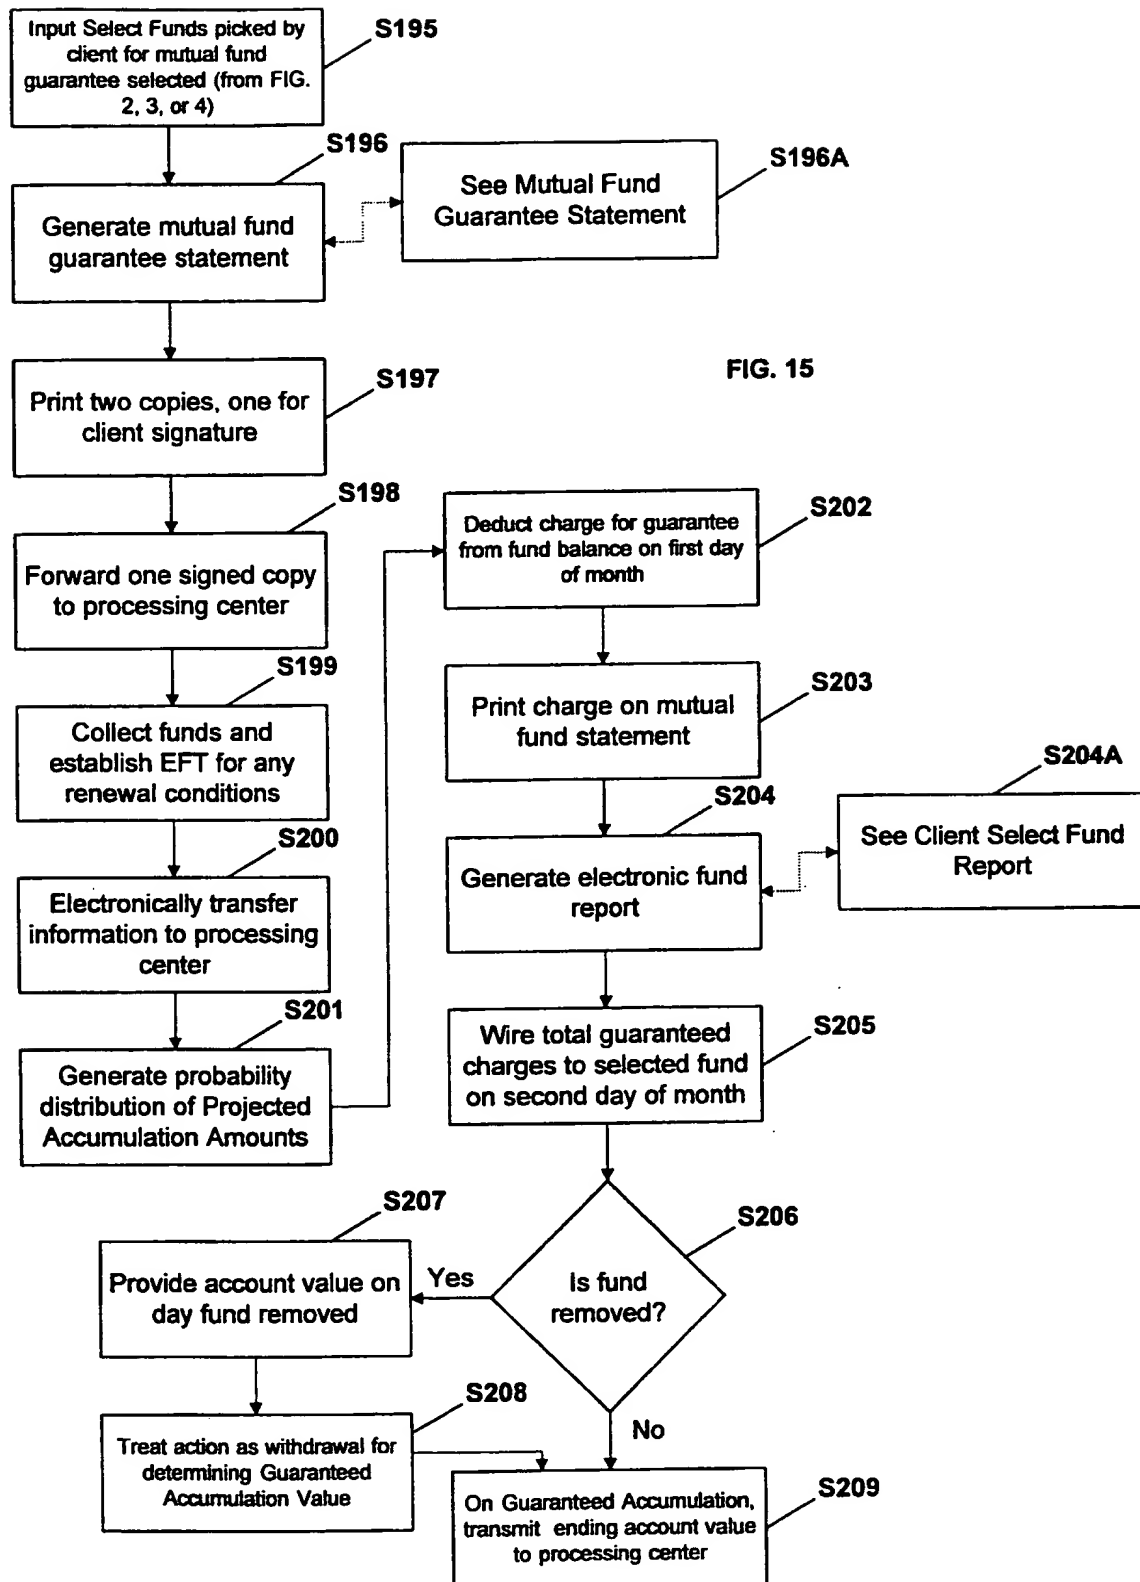 Input Select Funds picked by
client for mutual fund
guarantee selected (from FIG.
2, 3, or 4)
S195
S196
Generate mutual fund
guarantee statement
See Mutual Fund
Guarantee Statement
S196A
FIG. 15
S197
Print two copies, one for
client signature
S198
Forward one signed copy
to processing center
S199
Collect funds and
establish EFT for any
renewal conditions
S200
Electronically transfer
information to processing
center
S201
Generate probability
distribution of Projected
Accumulation Amounts
S202
Deduct charge for guarantee
from fund balance on first day
of month
S203
Print charge on mutual
fund statement
S204
Generate electronic fund
report
S204A
See Client Select Fund
Report
S205
Wire total guaranteed
charges to selected fund
on second day of month
S206
Is fund
removed?
Yes
No
S207
Provide account value on
day fund removed
S208
Treat action as withdrawal for
determining Guaranteed
Accumulation Value
S209
On Guaranteed Accumulation,
transmit ending account value
to processing center